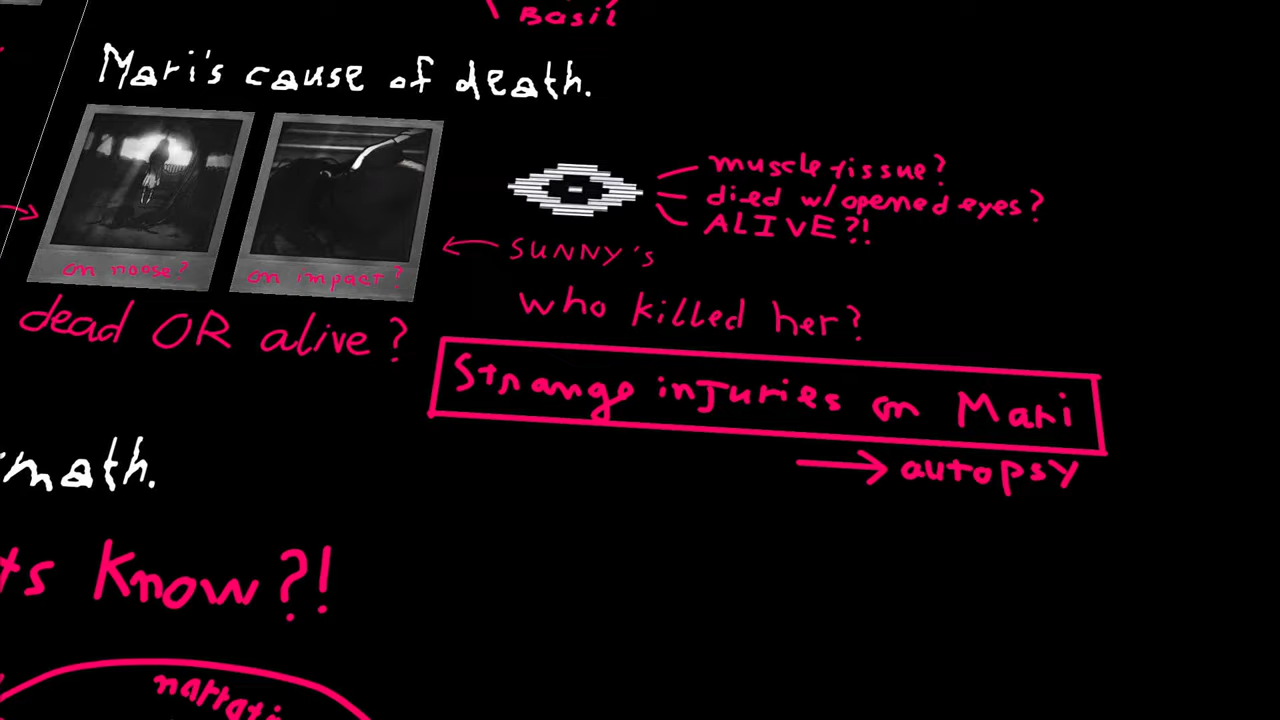 Basil
Mari's cause of death.
on noose?
on impact?
muscle tissue?
died w/opened eyes?
ALIVE?!
SUNNY's
dead OR alive?
who killed her?
Strange injuries on Mari
→ autopsy
math.
ts know?!
narrati